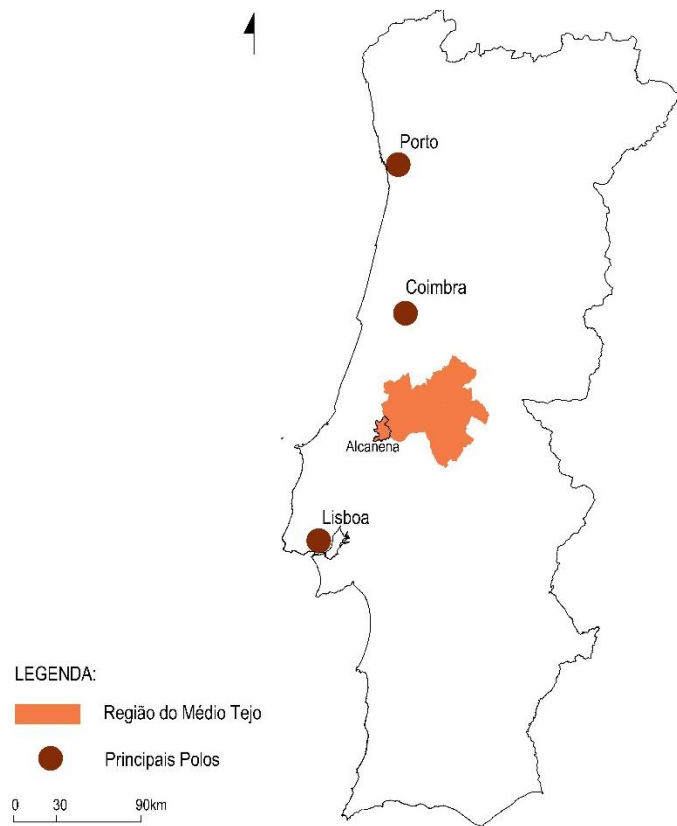 Porto
Coimbra
Alcanena
Lisboa
LEGENDA:
Região do Médio Tejo
Principais Polos
0 30 90km